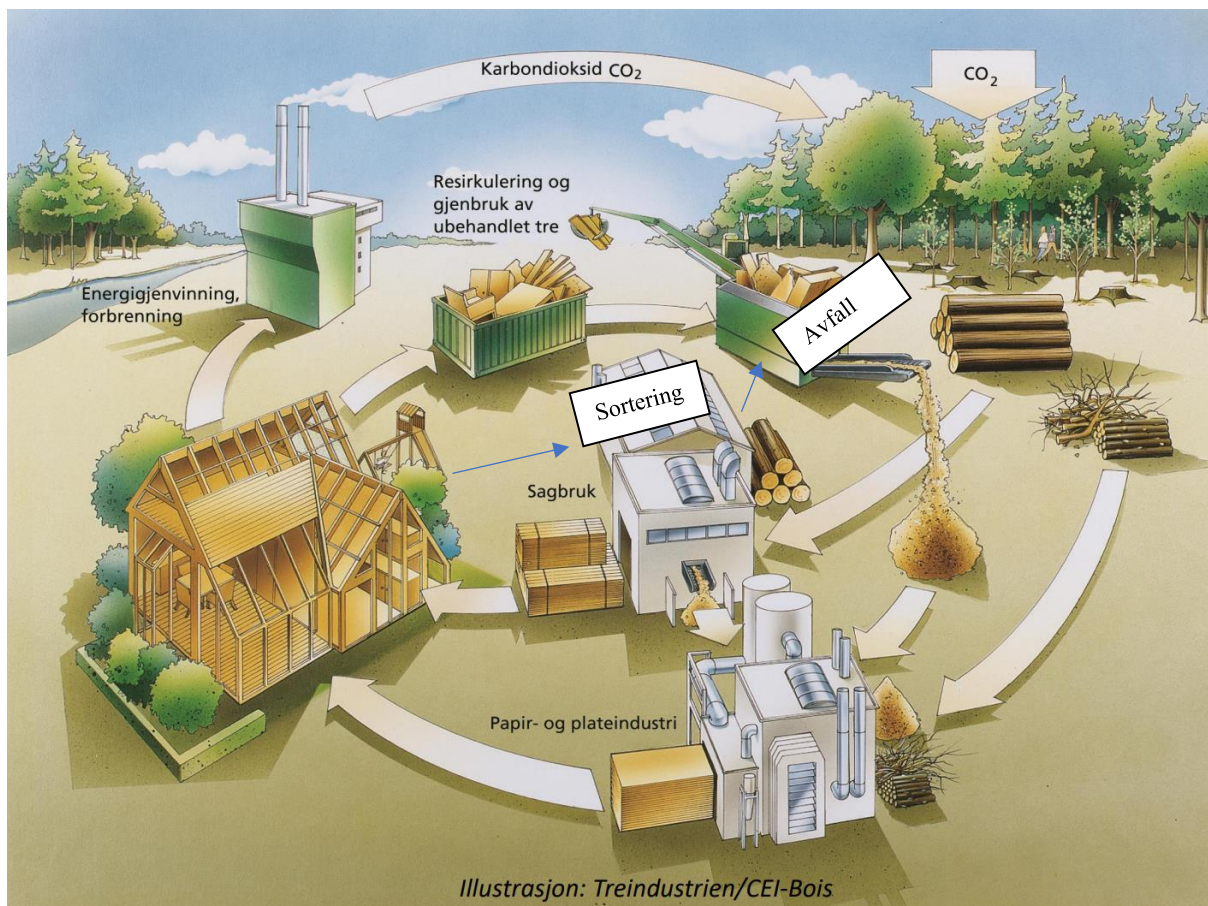 Karbondioksid CO2
CO2
Resirkulering og
gjenbruk av
ubehandlet tre
Energigjenvinning,
forbrenning
Avfall
Sortering
Sagbruk
Papir- og plateindustri
Illustrasjon: Treindustrien/CEI-Bois